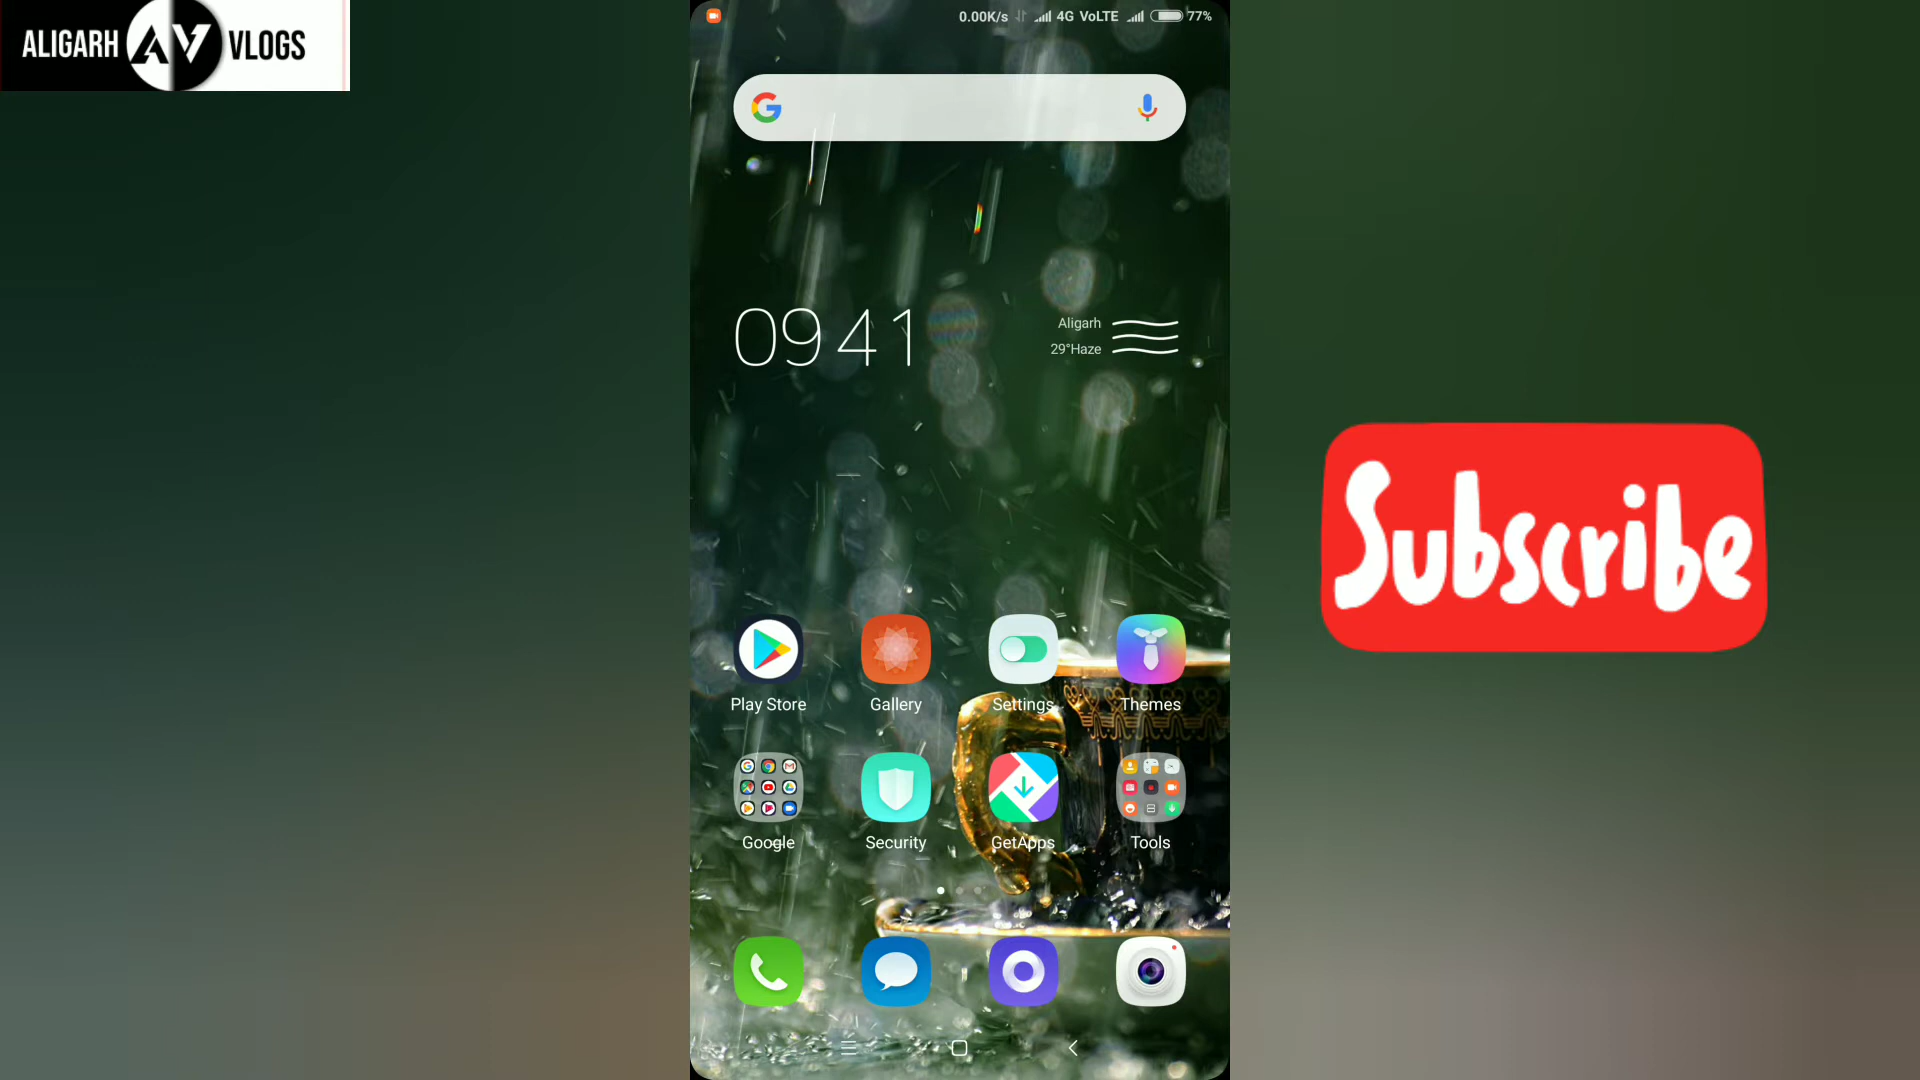 ALIGARH AV VLOGS
0.00K/s 4G VoLTE 77%
09 41
Aligarh
29°Haze
Subscribe
Play Store Gallery Settings Themes
Google Security GetApps Tools